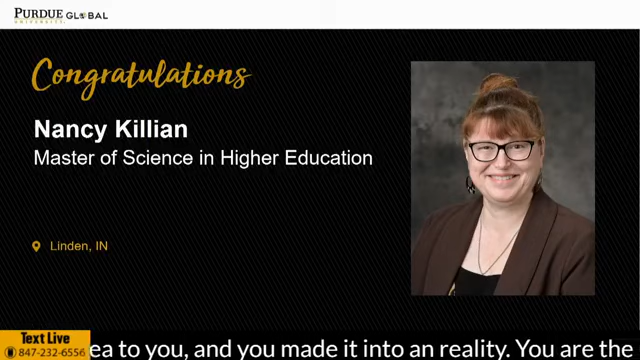 PURDUE GLOBAL
UNIVERSITY
Congratulations
Nancy Killian
Master of Science in Higher Education
Linden, IN
Text Live
847-232-6556
ea to you, and you made it into an reality. You are the